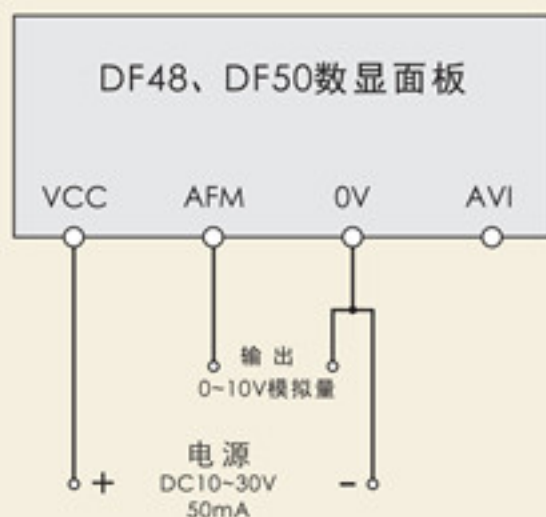 DF48、DF50数显面板
VCC AFM 0V AVI
输出
0~10V模拟量
电源
+ DC10~30V -
50mA